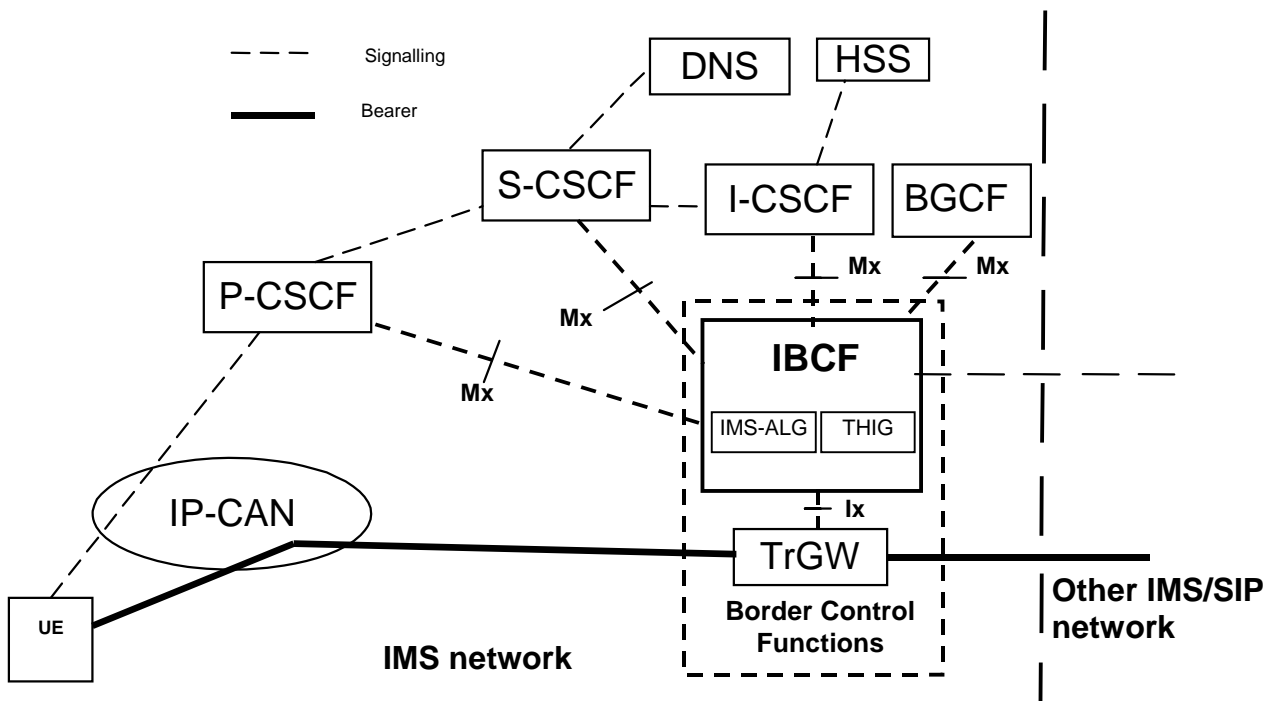 Signalling
Bearer
DNS
HSS
S-CSCF
I-CSCF
BGCF
P-CSCF
Mx
Mx
Mx
Mx
IBCF
IMS-ALG
THIG
IP-CAN
Ix
TrGW
UE
Border Control
Functions
IMS network
Other IMS/SIP
network